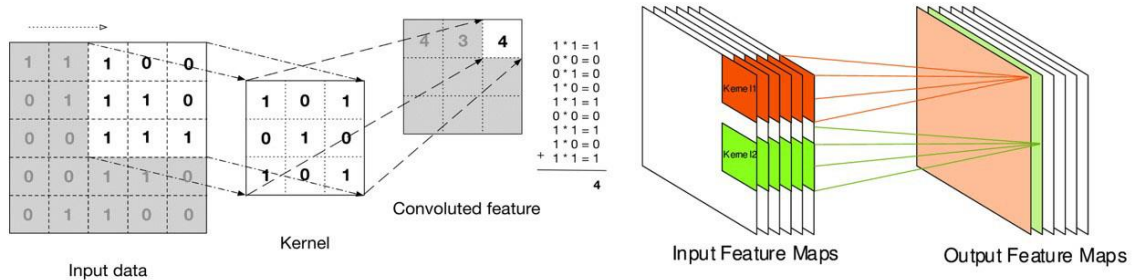 1 1 1 0 0
0 1 1 1 0
0 0 1 1 1
0 0 1 1 0
0 1 1 0 0
Input data
1 0 1
0 1 0
1 0 1
Kernel
4 3 4
Convoluted feature
1 * 1 = 1
0 * 0 = 0
0 * 1 = 0
1 * 0 = 0
1 * 1 = 1
0 * 0 = 0
1 * 1 = 1
1 * 0 = 0
+ 1 * 1 = 1
4
Kernel1
Kernel2
Input Feature Maps
Output Feature Maps